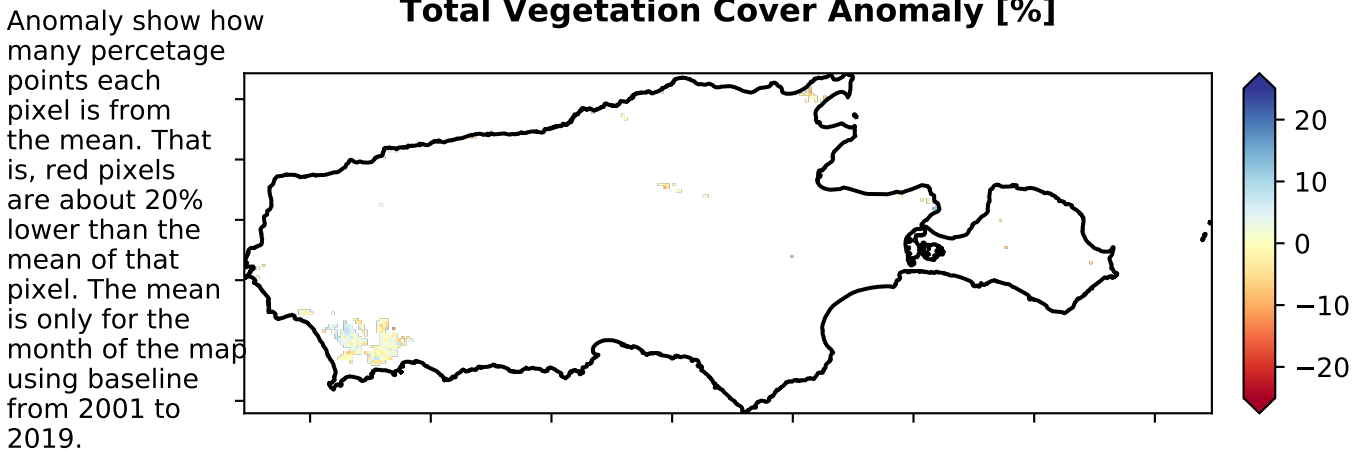 Total Vegetation Cover Anomaly [%]
Anomaly show how
many percetage
points each
pixel is from
the mean. That
is, red pixels
are about 20%
lower than the
mean of that
pixel. The mean
is only for the
month of the map
using baseline
from 2001 to
2019.
20
10
0
−10
−20